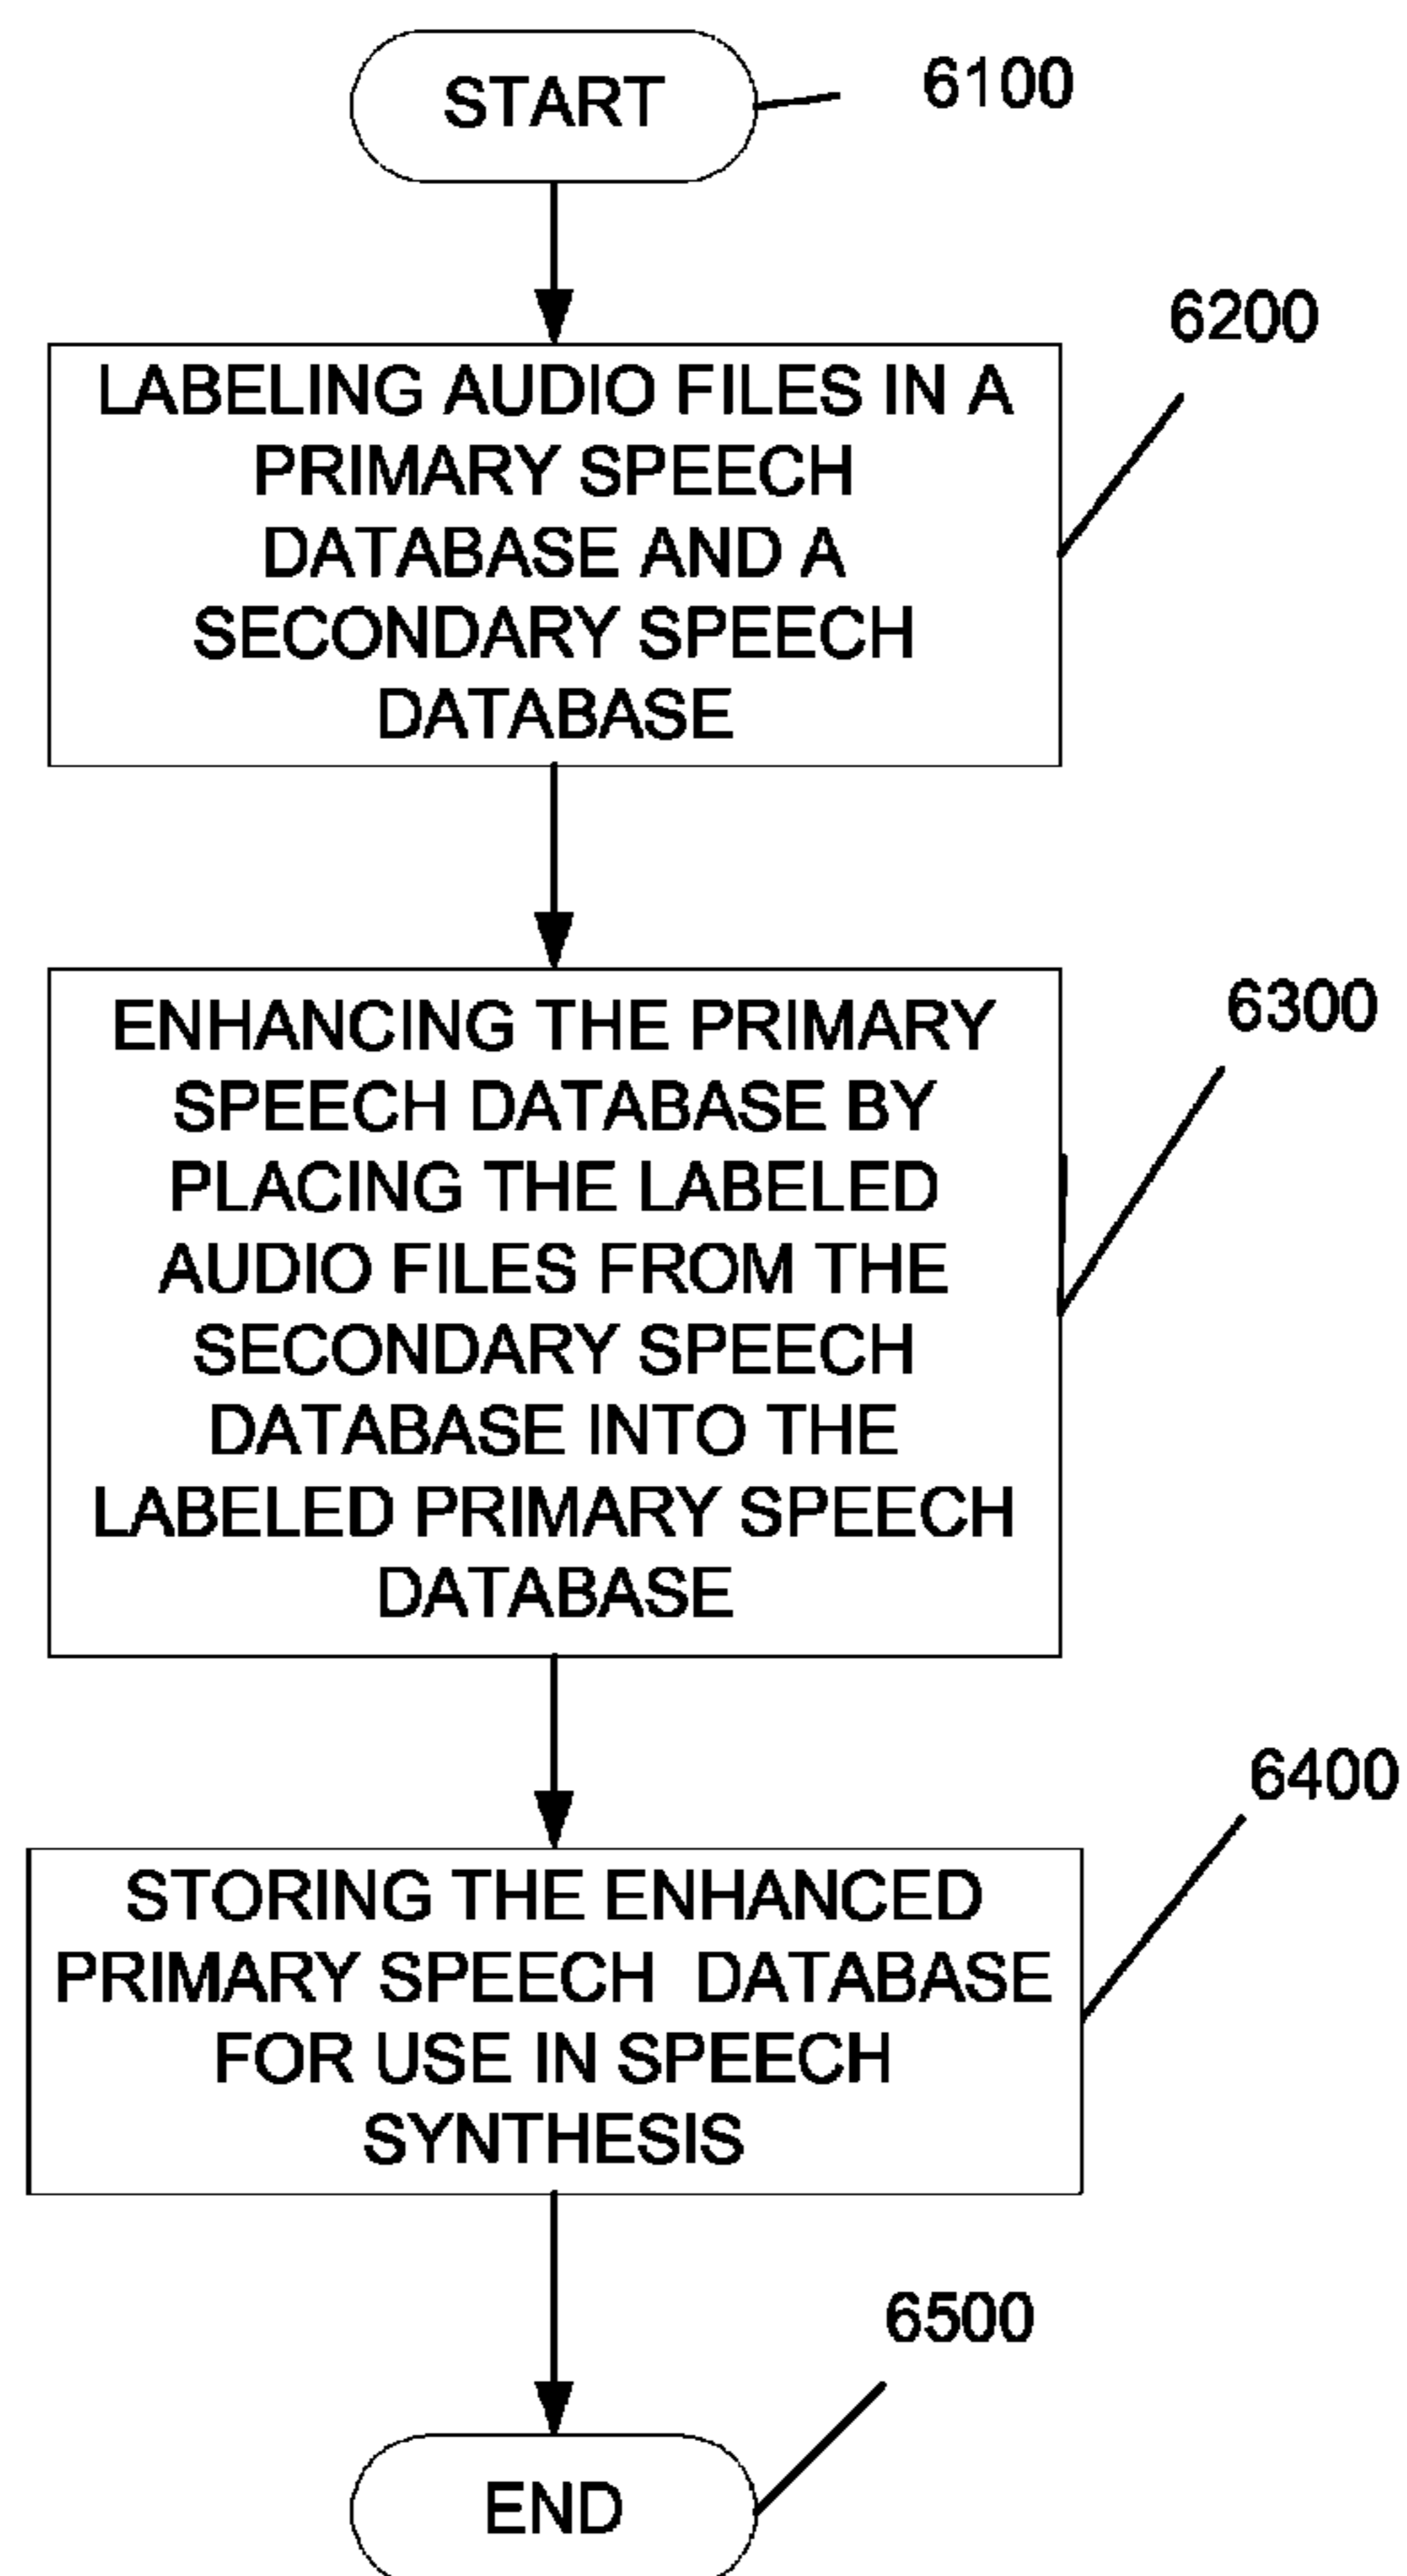 START
6100
6200
LABELING AUDIO FILES IN A
PRIMARY SPEECH
DATABASE AND A
SECONDARY SPEECH
DATABASE
6300
ENHANCING THE PRIMARY
SPEECH DATABASE BY
PLACING THE LABELED
AUDIO FILES FROM THE
SECONDARY SPEECH
DATABASE INTO THE
LABELED PRIMARY SPEECH
DATABASE
6400
STORING THE ENHANCED
PRIMARY SPEECH DATABASE
FOR USE IN SPEECH
SYNTHESIS
6500
END